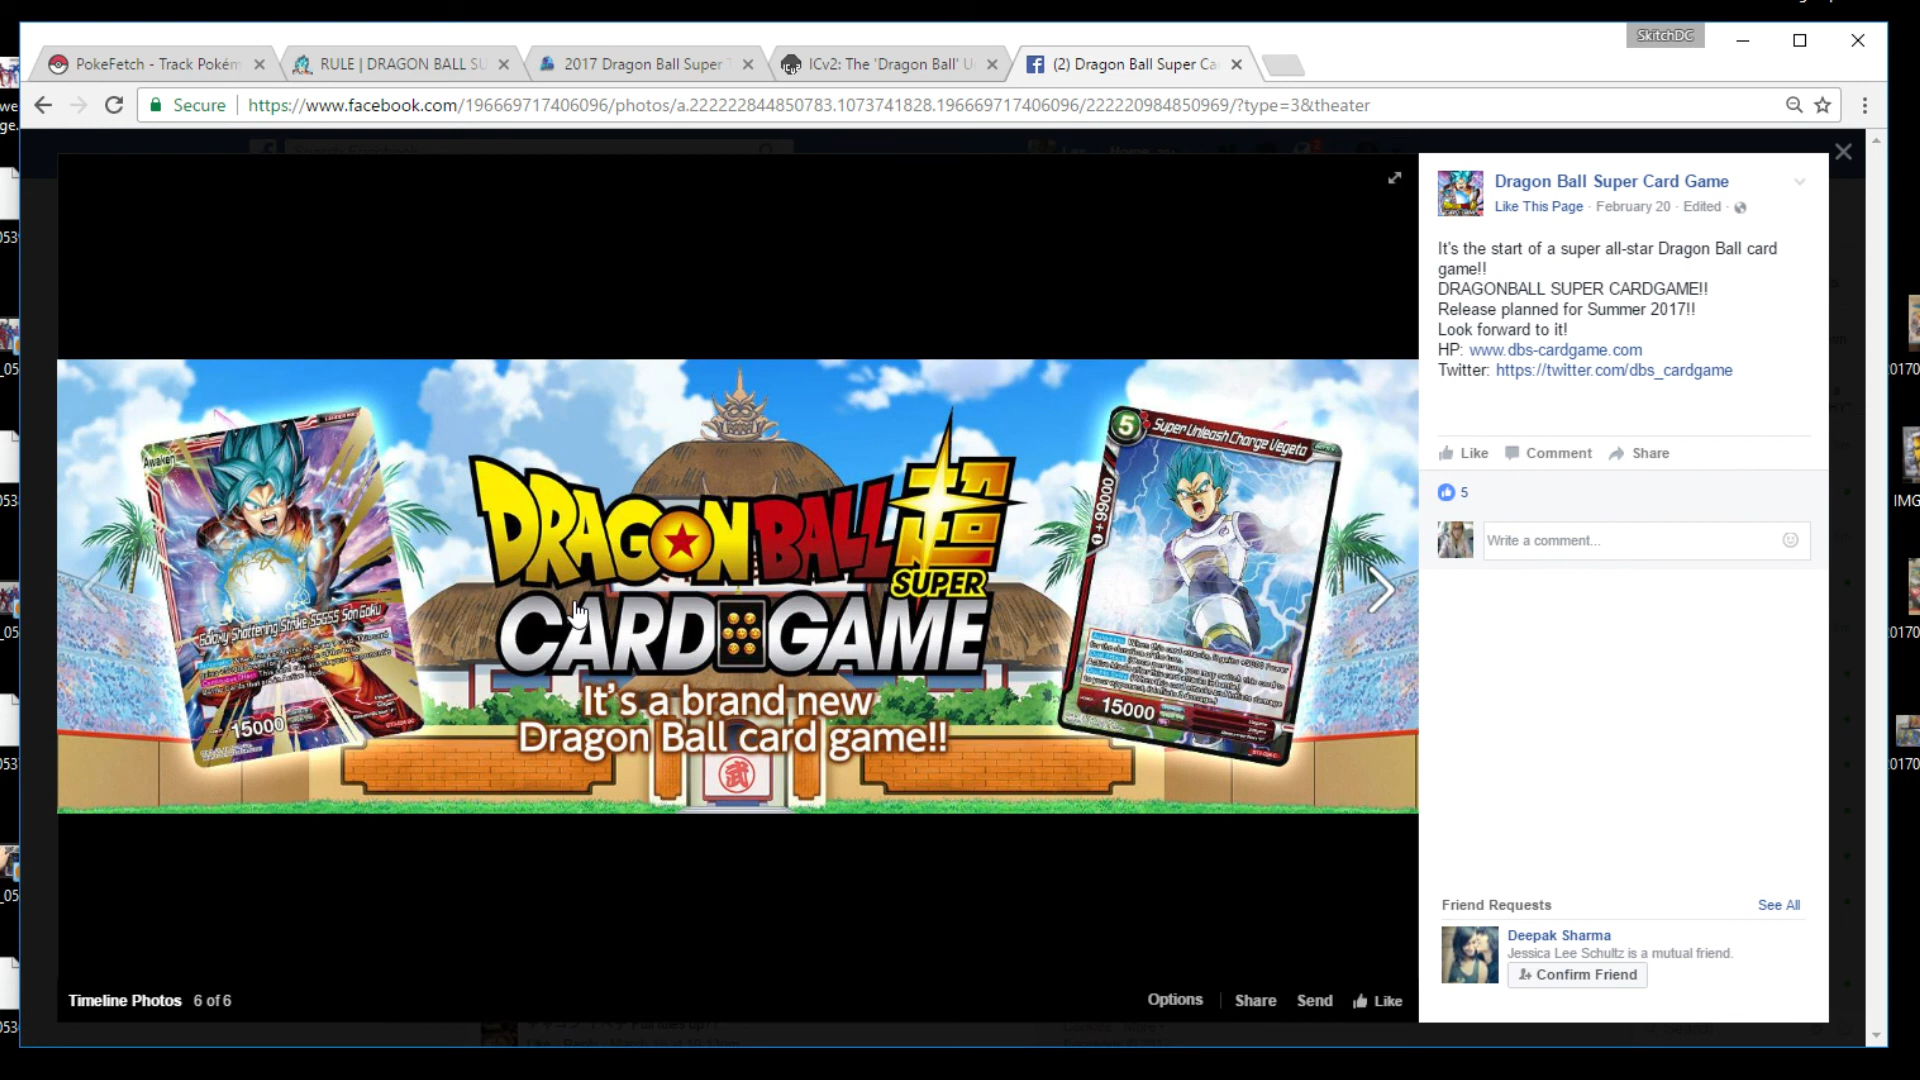 SkitchDC
PokeFetch - Track Pokém
RULE | DRAGON BALL SU
2017 Dragon Ball Super T
ICv2: The 'Dragon Ball' U
(2) Dragon Ball Super Ca
Secure
https://www.facebook.com/196669717406096/photos/a.222222844850783.1073741828.196669717406096/222220984850969/?type=3&theater
Dragon Ball Super Card Game
Like This Page · February 20 · Edited ·
It's the start of a super all-star Dragon Ball card
game!!
DRAGONBALL SUPER CARDGAME!!
Release planned for Summer 2017!!
Look forward to it!
HP: www.dbs-cardgame.com
Twitter: https://twitter.com/dbs_cardgame
Like Comment Share
5
Write a comment...
Awaken
Galaxy Shattering Strike SSGSS Son Goku
15000
DRAGON BALL 超
SUPER
CARD GAME
It's a brand new
Dragon Ball card game!!
武
5 Super Unleash Charge Vegeta
15000
Friend Requests See All
Deepak Sharma
Jessica Lee Schultz is a mutual friend.
Confirm Friend
Timeline Photos 6 of 6
Options Share Send Like